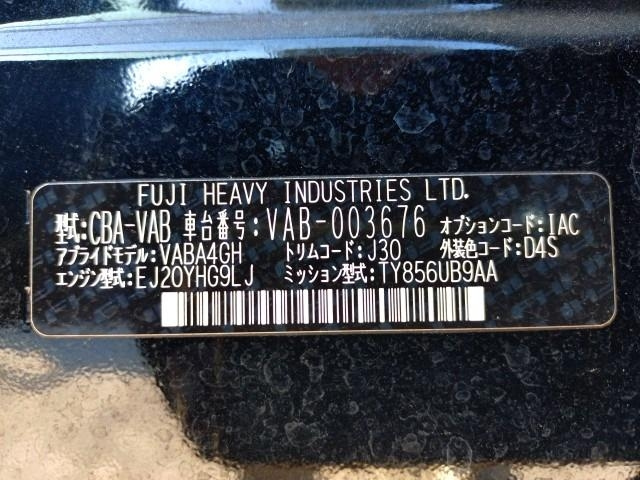 FUJI HEAVY INDUSTRIES LTD.
型式:CBA-VAB 車台番号:VAB-003676 オプションコード:IAC
アプライドモデル:VABA4GH トリムコード:J30 外装色コード:D4S
エンジン型式:EJ20YHG9LJ ミッション型式:TY856UB9AA